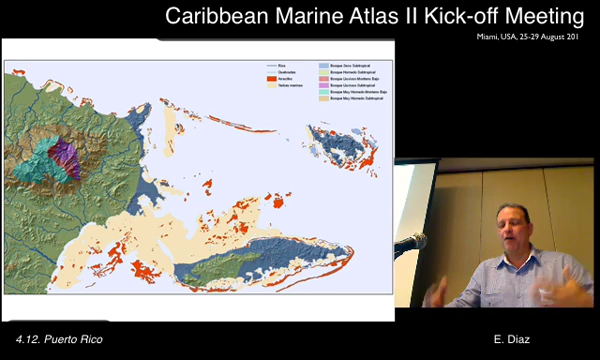 Caribbean Marine Atlas II Kick-off Meeting
Miami, USA, 25-29 August 201
Rios
Quebradas
Arrecifes
Yerbas marinas
Bosque Seco Subtropical
Bosque Humedo Subtropical
Bosque Lluvioso Montano Bajo
Bosque Lluvioso Subtropical
Bosque Muy Humedo Montano Bajo
Bosque Muy Humedo Subtropical
4.12. Puerto Rico
E. Diaz